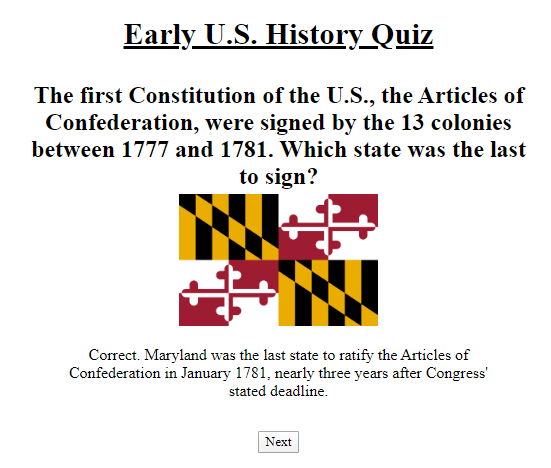 Early U.S. History Quiz
The first Constitution of the U.S., the Articles of
Confederation, were signed by the 13 colonies
between 1777 and 1781. Which state was the last
to sign?
Correct. Maryland was the last state to ratify the Articles of
Confederation in January 1781, nearly three years after Congress'
stated deadline.
Next